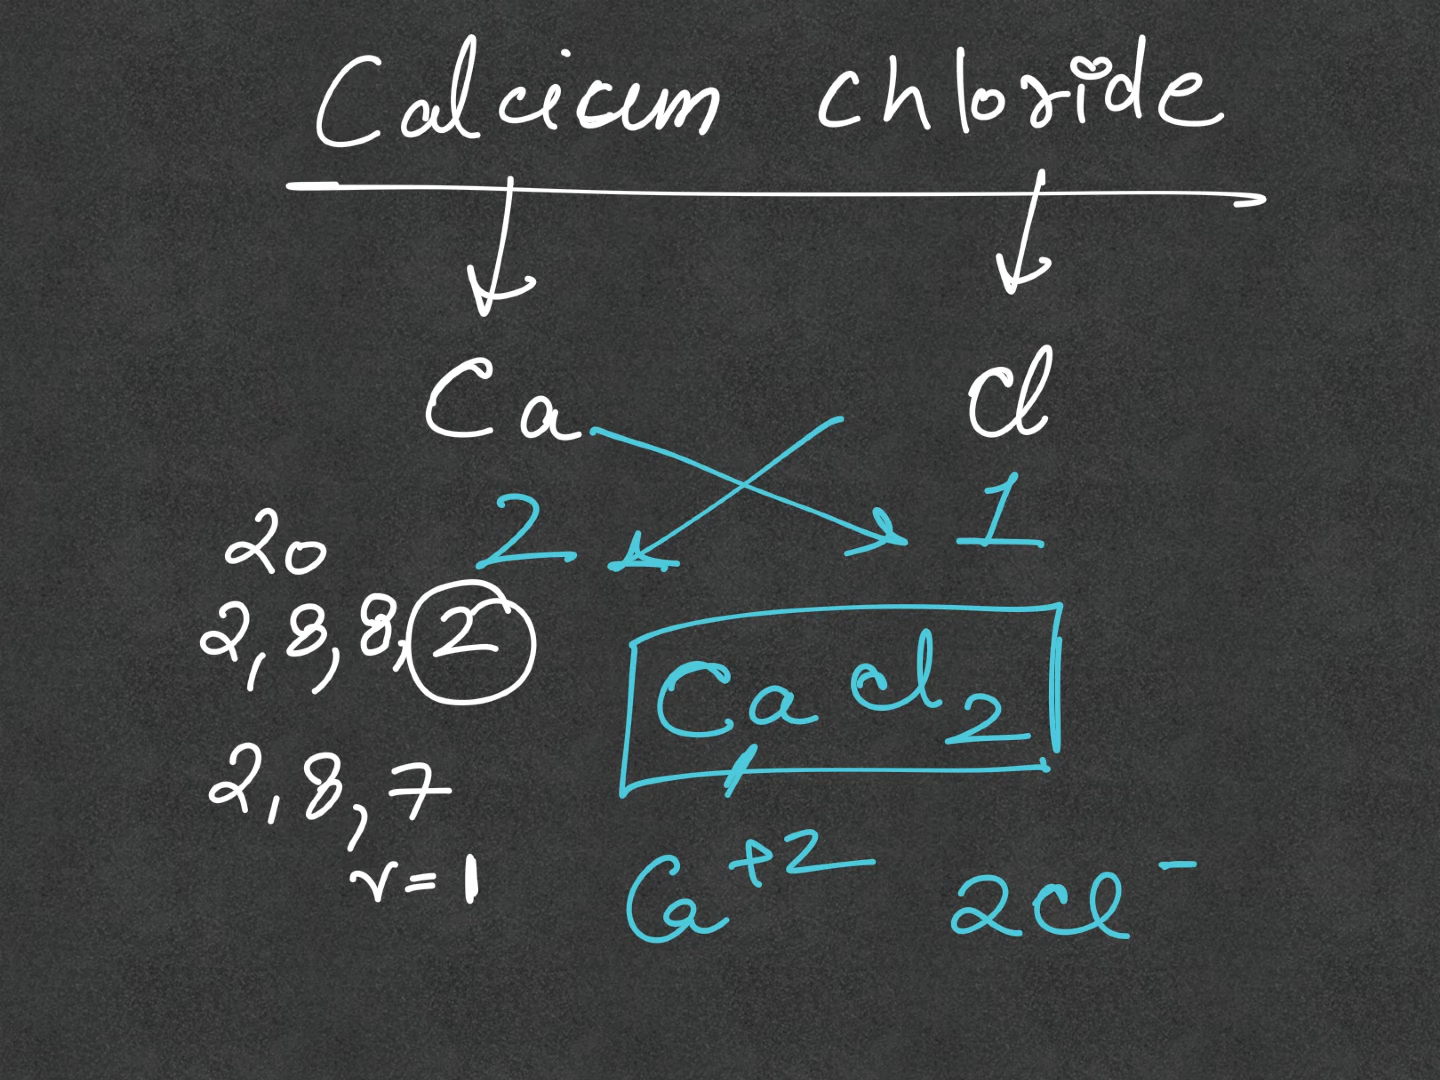 Calcium chloride
Ca Cl
2 1
20
2, 8, 8, 2
CaCl₂
2, 8, 7
v = 1
Ca⁺² 2Cl⁻